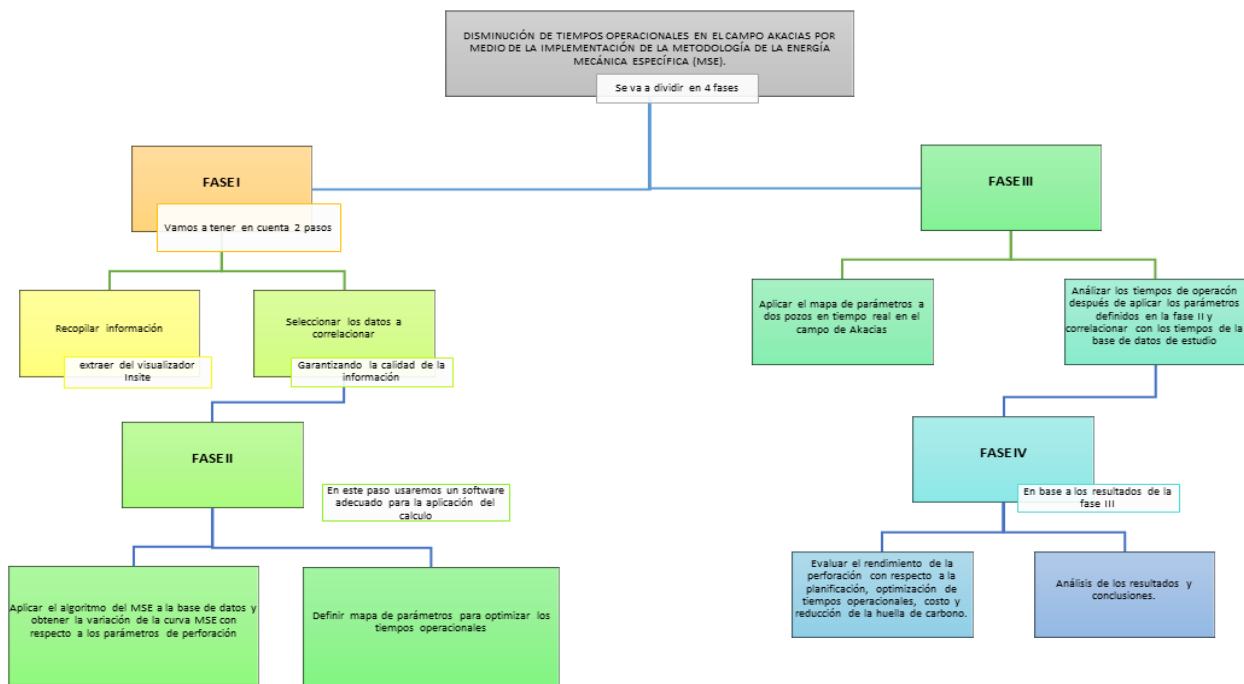 DISMINUCIÓN DE TIEMPOS OPERACIONALES EN EL CAMPO AKACIAS POR
MEDIO DE LA IMPLEMENTACIÓN DE LA METODOLOGÍA DE LA ENERGÍA
MECÁNICA ESPECÍFICA (MSE).
Se va a dividir en 4 fases
FASE I
Vamos a tener en cuenta 2 pasos
Recopilar información
extraer del visualizador
Insite
Seleccionar los datos a
correlacionar
Garantizando la calidad de la
información
FASE II
En este paso usaremos un software
adecuado para la aplicación del
calculo
Aplicar el algoritmo del MSE a la base de datos y
obtener la variación de la curva MSE con
respecto a los parámetros de perforación
Definir mapa de parámetros para optimizar los
tiempos operacionales
FASE III
Aplicar el mapa de parámetros a
dos pozos en tiempo real en el
campo de Akacias
Análizar los tiempos de operacón
después de aplicar los parámetros
definidos en la fase II y
correlacionar con los tiempos de la
base de datos de estudio
FASE IV
En base a los resultados de la
fase III
Evaluar el rendimiento de la
perforación con respecto a la
planificación, optimización de
tiempos operacionales, costo y
reducción de la huella de carbono.
Análisis de los resultados y
conclusiones.